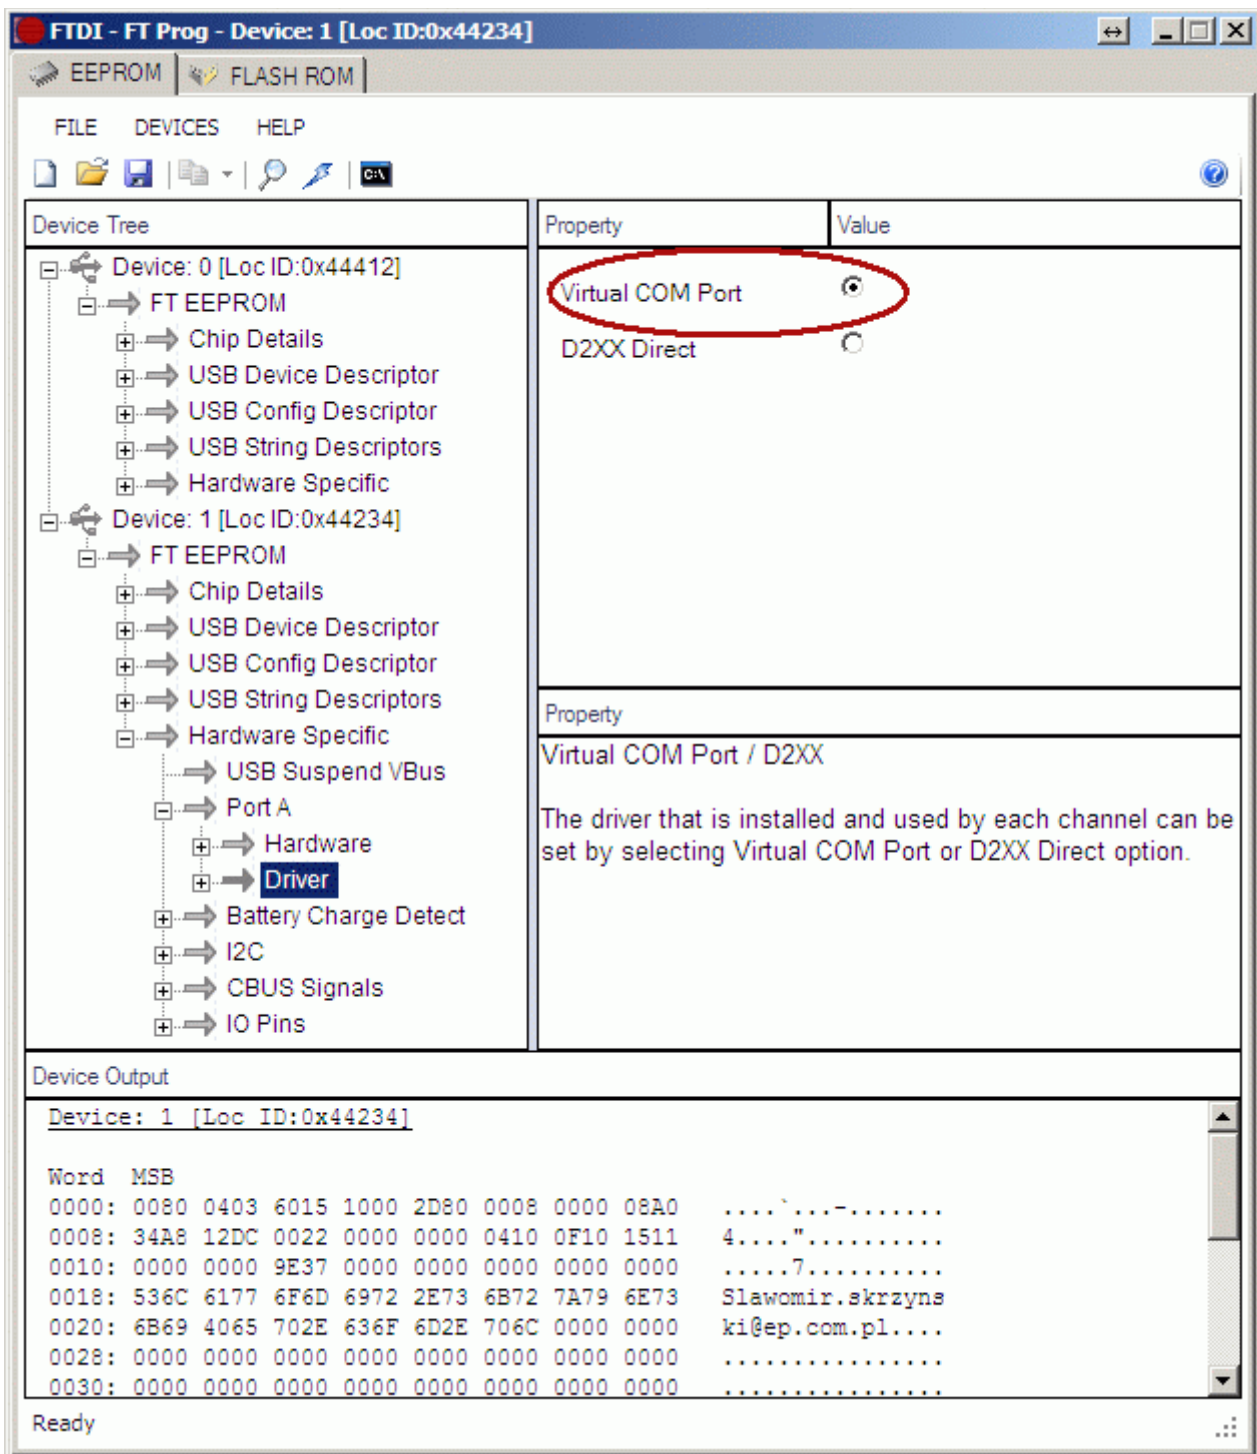 FTDI - FT Prog - Device: 1 [Loc ID:0x44234]
EEPROM FLASH ROM
FILE DEVICES HELP
C:\
Device Tree
Device: 0 [Loc ID:0x44412]
FT EEPROM
Chip Details
USB Device Descriptor
USB Config Descriptor
USB String Descriptors
Hardware Specific
Device: 1 [Loc ID:0x44234]
FT EEPROM
Chip Details
USB Device Descriptor
USB Config Descriptor
USB String Descriptors
Hardware Specific
USB Suspend VBus
Port A
Hardware
Driver
Battery Charge Detect
I2C
CBUS Signals
IO Pins
Property Value
Virtual COM Port
D2XX Direct
Property
Virtual COM Port / D2XX
The driver that is installed and used by each channel can be
set by selecting Virtual COM Port or D2XX Direct option.
Device Output
Device: 1 [Loc ID:0x44234]
Word MSB
0000: 0080 0403 6015 1000 2D80 0008 0000 08A0 ....`...-.......
0008: 34A8 12DC 0022 0000 0000 0410 0F10 1511 4...."..........
0010: 0000 0000 9E37 0000 0000 0000 0000 0000 .....7..........
0018: 536C 6177 6F6D 6972 2E73 6B72 7A79 6E73 Slawomir.skrzyns
0020: 6B69 4065 702E 636F 6D2E 706C 0000 0000 ki@ep.com.pl....
0028: 0000 0000 0000 0000 0000 0000 0000 0000 ................
0030: 0000 0000 0000 0000 0000 0000 0000 0000 ................
Ready